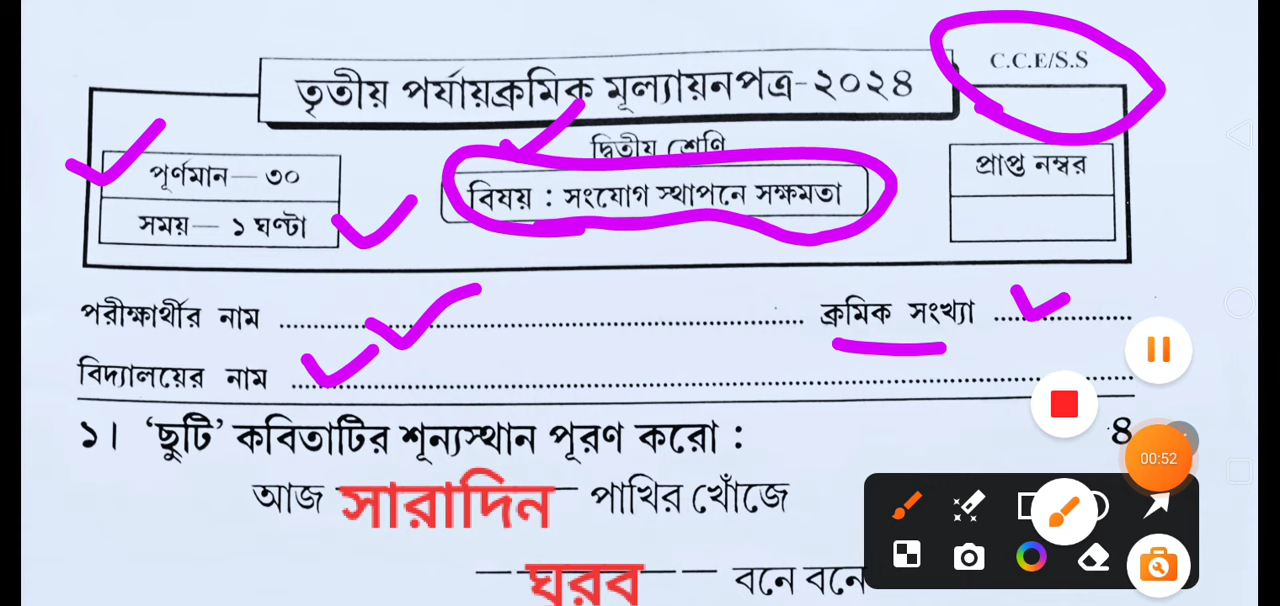 C.C.E/S.S
তৃতীয় পর্যায়ক্রমিক মূল্যায়নপত্র-২০২৪
দ্বিতীয় শ্রেণি
পূর্ণমান— ৩০
বিষয় : সংযোগ স্থাপনে সক্ষমতা
প্রাপ্ত নম্বর
সময়— ১ ঘণ্টা
পরীক্ষার্থীর নাম ........ ক্রমিক সংখ্যা ........
বিদ্যালয়ের নাম ........
১। ‘ছুটি’ কবিতাটির শূন্যস্থান পূরণ করো : ৪
আজ সারাদিন পাখির খোঁজে
ঘুরব বনে বনে
00:52